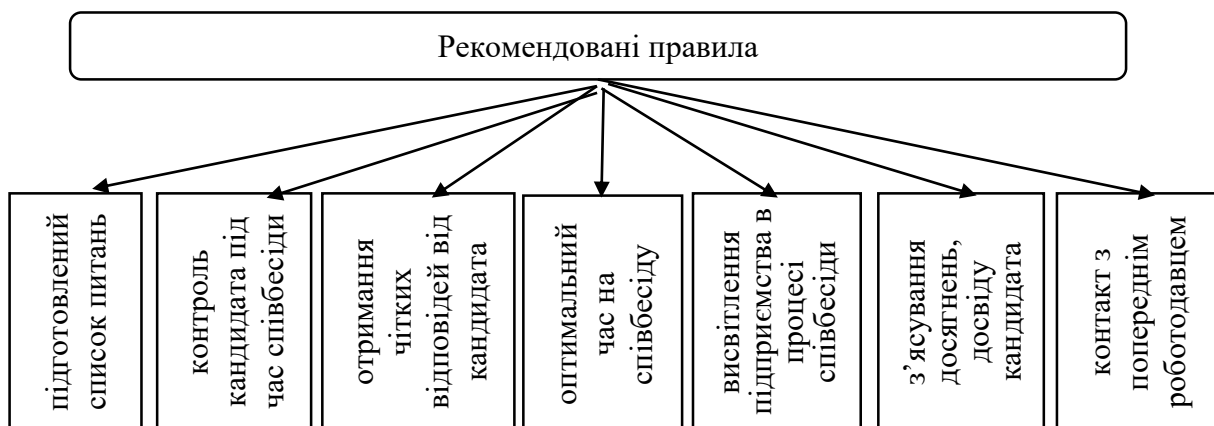 Рекомендовані правила
підготовлений
список питань
контроль
кандидата під
час співбесіди
отримання
чітких
відповідей від
кандидата
оптимальний
час на
співбесіду
висвітлення
підприємства в
процесі
співбесіди
з’ясування
досягнень,
досвіду
кандидата
контакт з
попереднім
роботодавцем